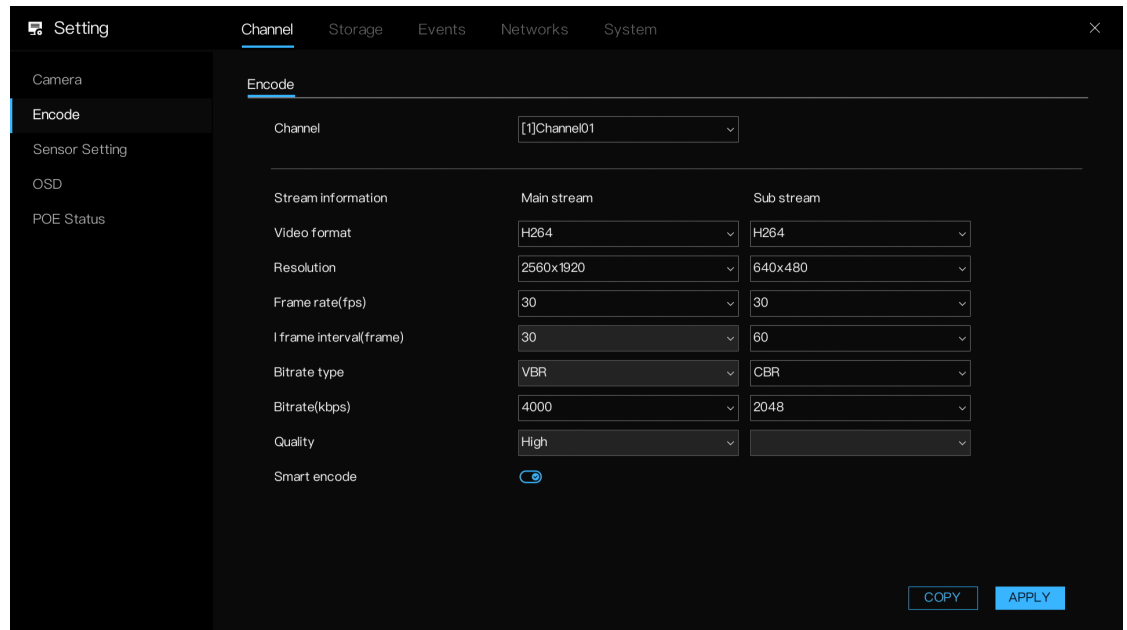 Setting
Channel Storage Events Networks System
Camera
Encode
Sensor Setting
OSD
POE Status
Encode
Channel [1]Channel01
Stream information Main stream Sub stream
Video format H264 H264
Resolution 2560x1920 640x480
Frame rate(fps) 30 30
I frame interval(frame) 30 60
Bitrate type VBR CBR
Bitrate(kbps) 4000 2048
Quality High
Smart encode
COPY APPLY